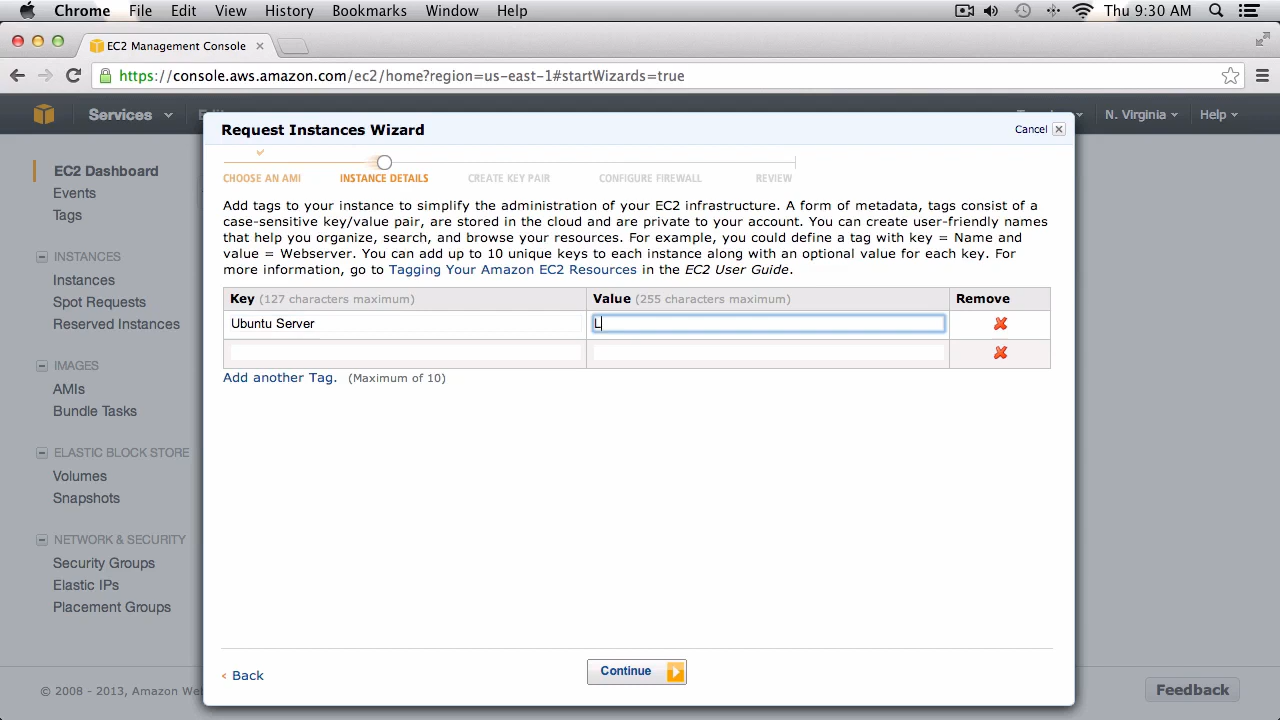 Chrome File Edit View History Bookmarks Window Help Thu 9:30 AM
EC2 Management Console
https://console.aws.amazon.com/ec2/home?region=us-east-1#startWizards=true
Services N. Virginia Help
Request Instances Wizard Cancel
CHOOSE AN AMI INSTANCE DETAILS CREATE KEY PAIR CONFIGURE FIREWALL REVIEW
EC2 Dashboard
Events
Tags
INSTANCES
Instances
Spot Requests
Reserved Instances
IMAGES
AMIs
Bundle Tasks
ELASTIC BLOCK STORE
Volumes
Snapshots
NETWORK & SECURITY
Security Groups
Elastic IPs
Placement Groups
Add tags to your instance to simplify the administration of your EC2 infrastructure. A form of metadata, tags consist of a
case-sensitive key/value pair, are stored in the cloud and are private to your account. You can create user-friendly names
that help you organize, search, and browse your resources. For example, you could define a tag with key = Name and
value = Webserver. You can add up to 10 unique keys to each instance along with an optional value for each key. For
more information, go to Tagging Your Amazon EC2 Resources in the EC2 User Guide.
Key (127 characters maximum) Value (255 characters maximum) Remove
Ubuntu Server L
Add another Tag. (Maximum of 10)
‹ Back Continue
© 2008 - 2013, Amazon We Feedback